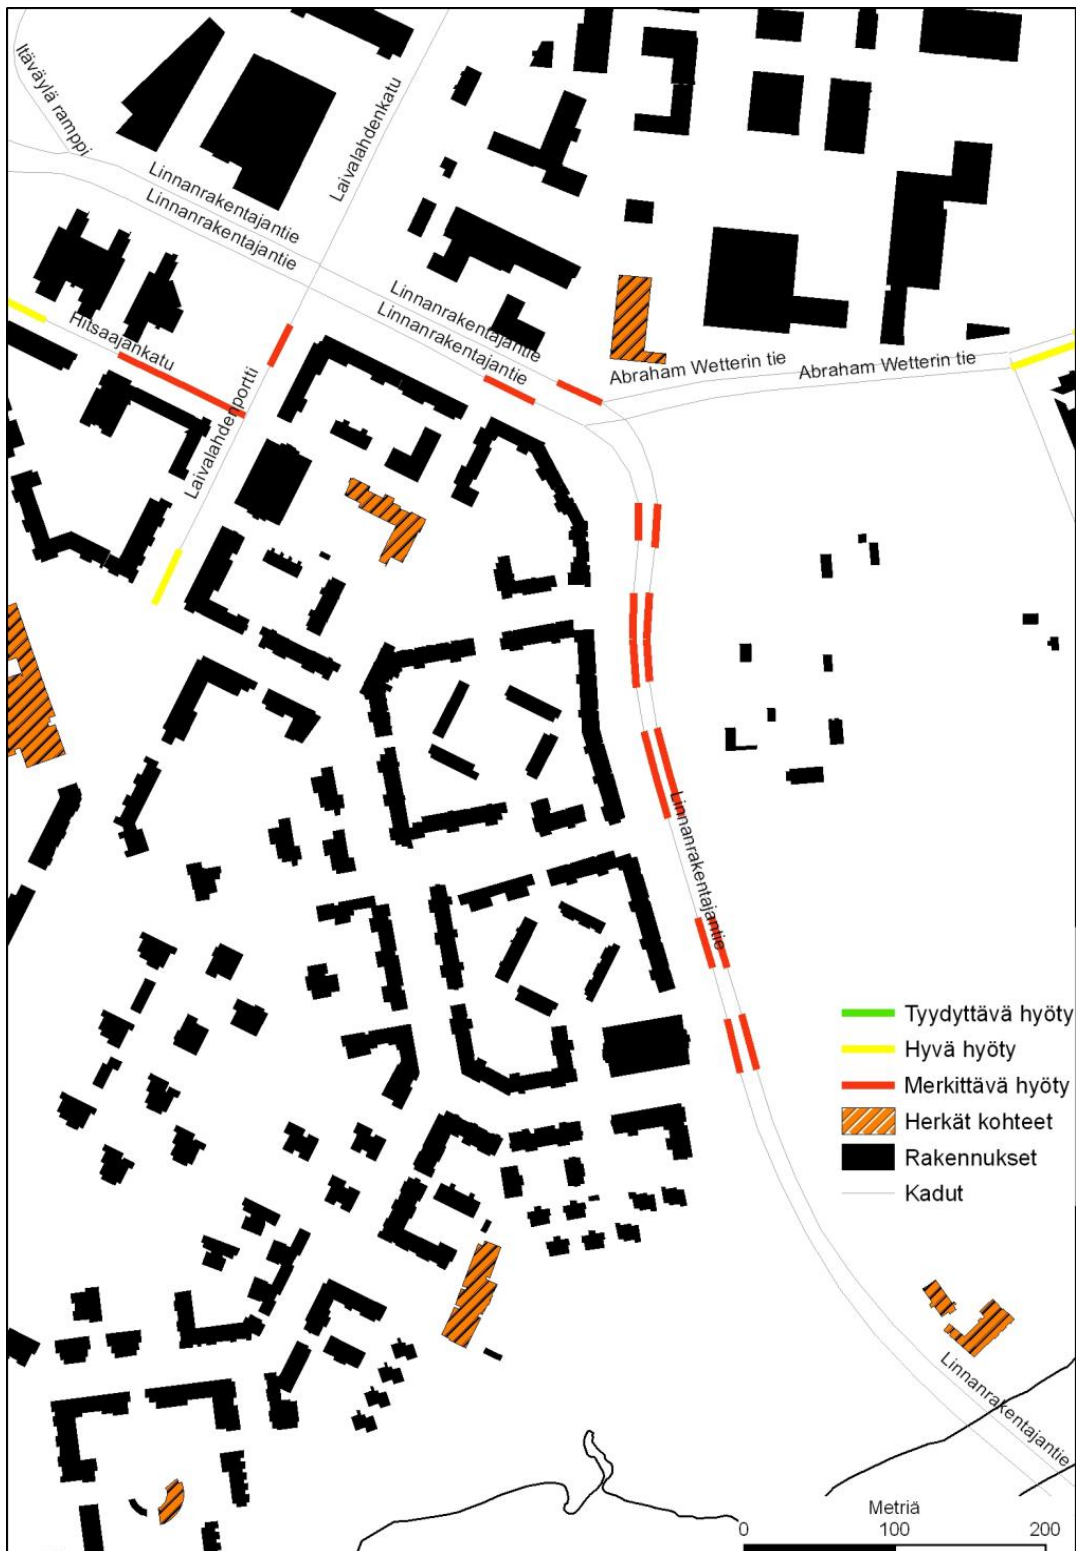 Itäväylä ramppi
Laivalahdenkatu
Linnanrakentajantie
Linnanrakentajantie
Linnanrakentajantie
Linnanrakentajantie
Hitsaajankatu
Abraham Wetterin tie
Abraham Wetterin tie
Laivalahdenportti
Linnanrakentajantie
Tyydyttävä hyöty
Hyvä hyöty
Merkittävä hyöty
Herkät kohteet
Rakennukset
Kadut
Linnanrakentajantie
Metriä
0 100 200